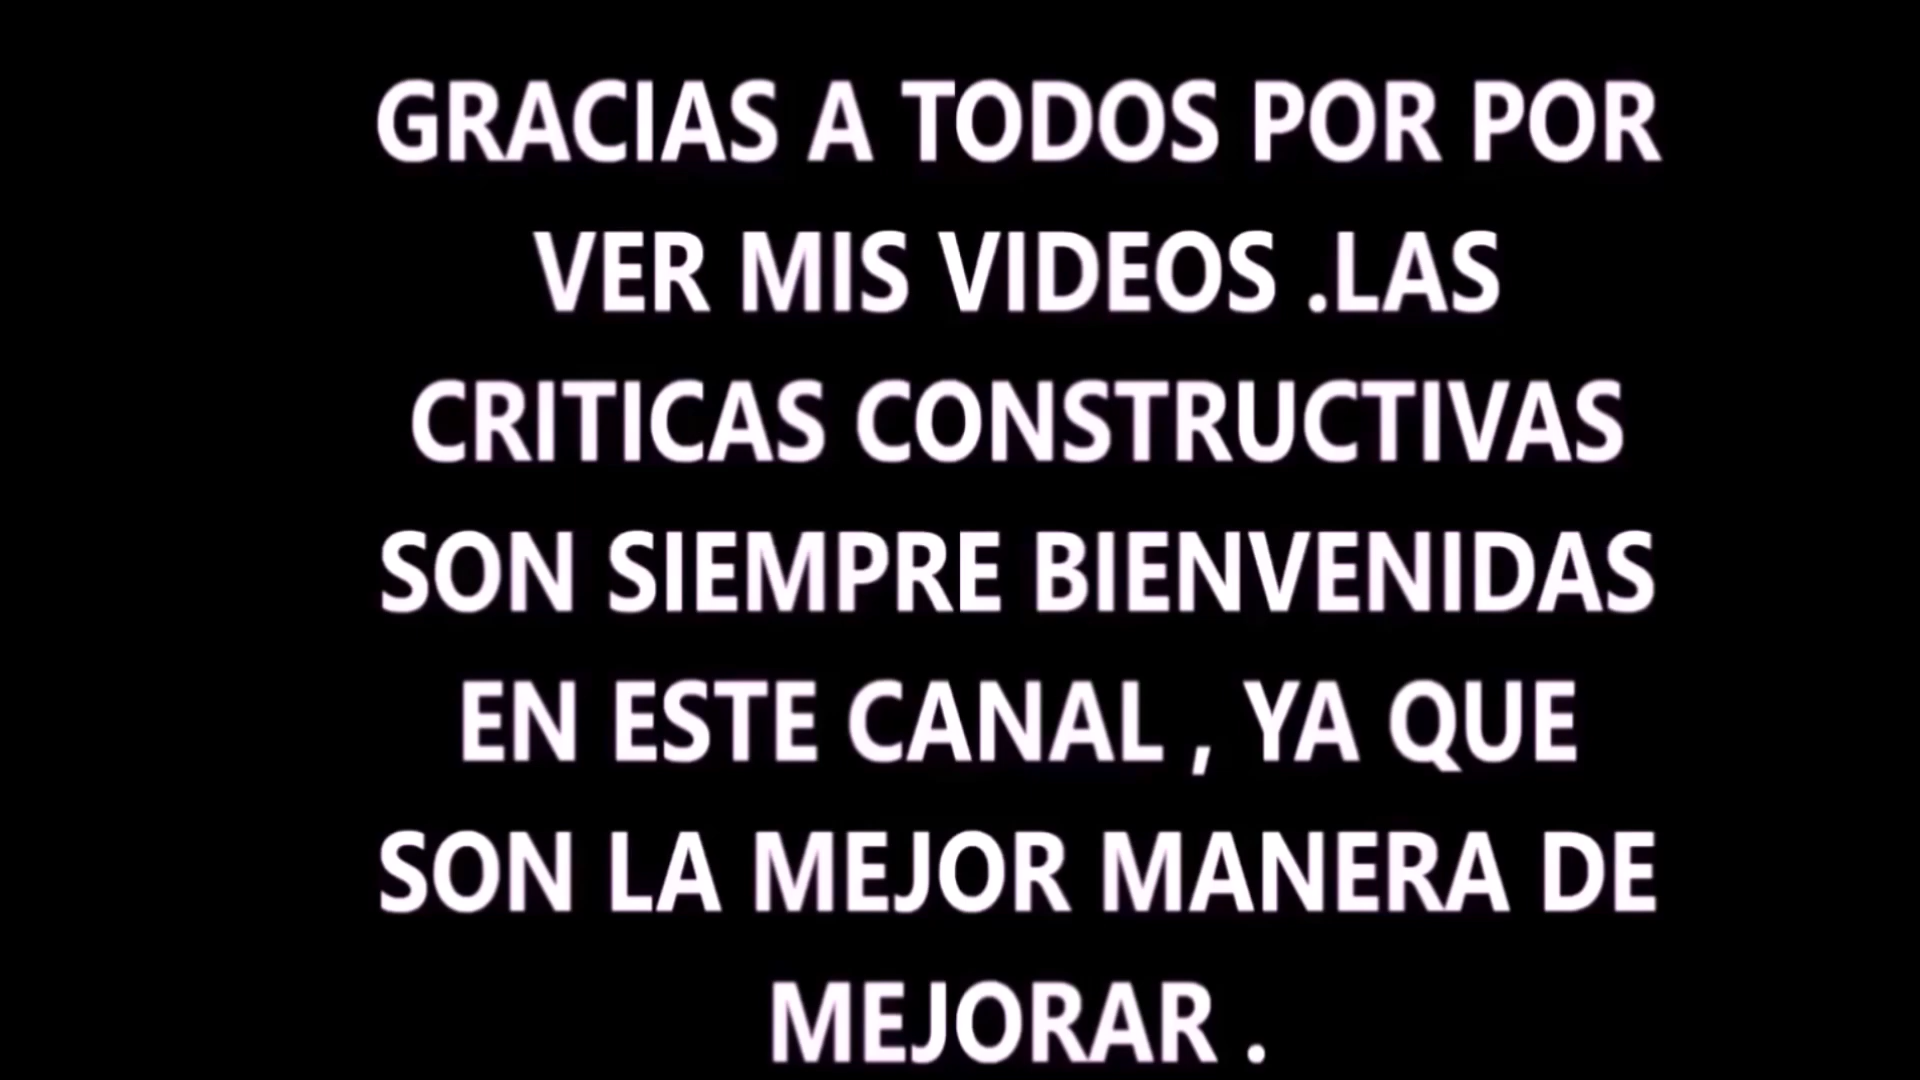 GRACIAS A TODOS POR POR
VER MIS VIDEOS .LAS
CRITICAS CONSTRUCTIVAS
SON SIEMPRE BIENVENIDAS
EN ESTE CANAL , YA QUE
SON LA MEJOR MANERA DE
MEJORAR .